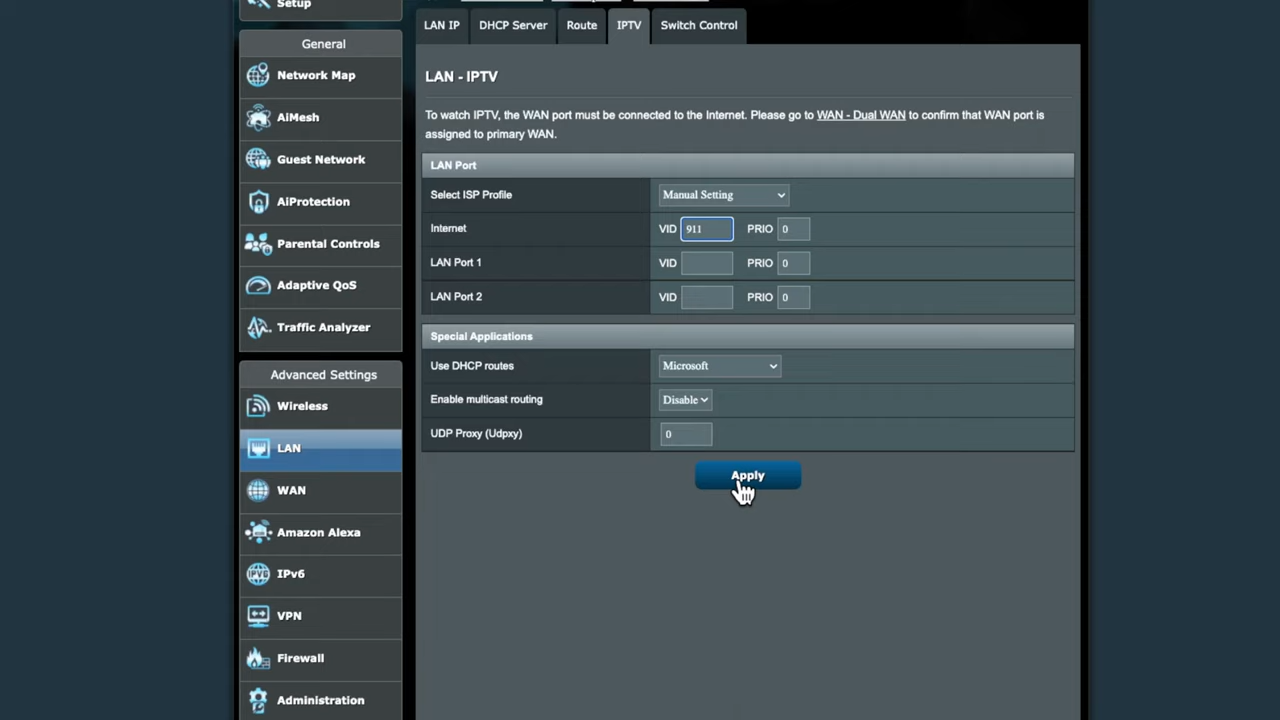 Setup
General
Network Map
AiMesh
Guest Network
AiProtection
Parental Controls
Adaptive QoS
Traffic Analyzer
Advanced Settings
Wireless
LAN
WAN
Amazon Alexa
IPv6
VPN
Firewall
Administration
LAN IP DHCP Server Route IPTV Switch Control
LAN - IPTV
To watch IPTV, the WAN port must be connected to the Internet. Please go to WAN - Dual WAN to confirm that WAN port is
assigned to primary WAN.
LAN Port
Select ISP Profile Manual Setting
Internet VID 911 PRIO 0
LAN Port 1 VID PRIO 0
LAN Port 2 VID PRIO 0
Special Applications
Use DHCP routes Microsoft
Enable multicast routing Disable
UDP Proxy (Udpxy) 0
Apply